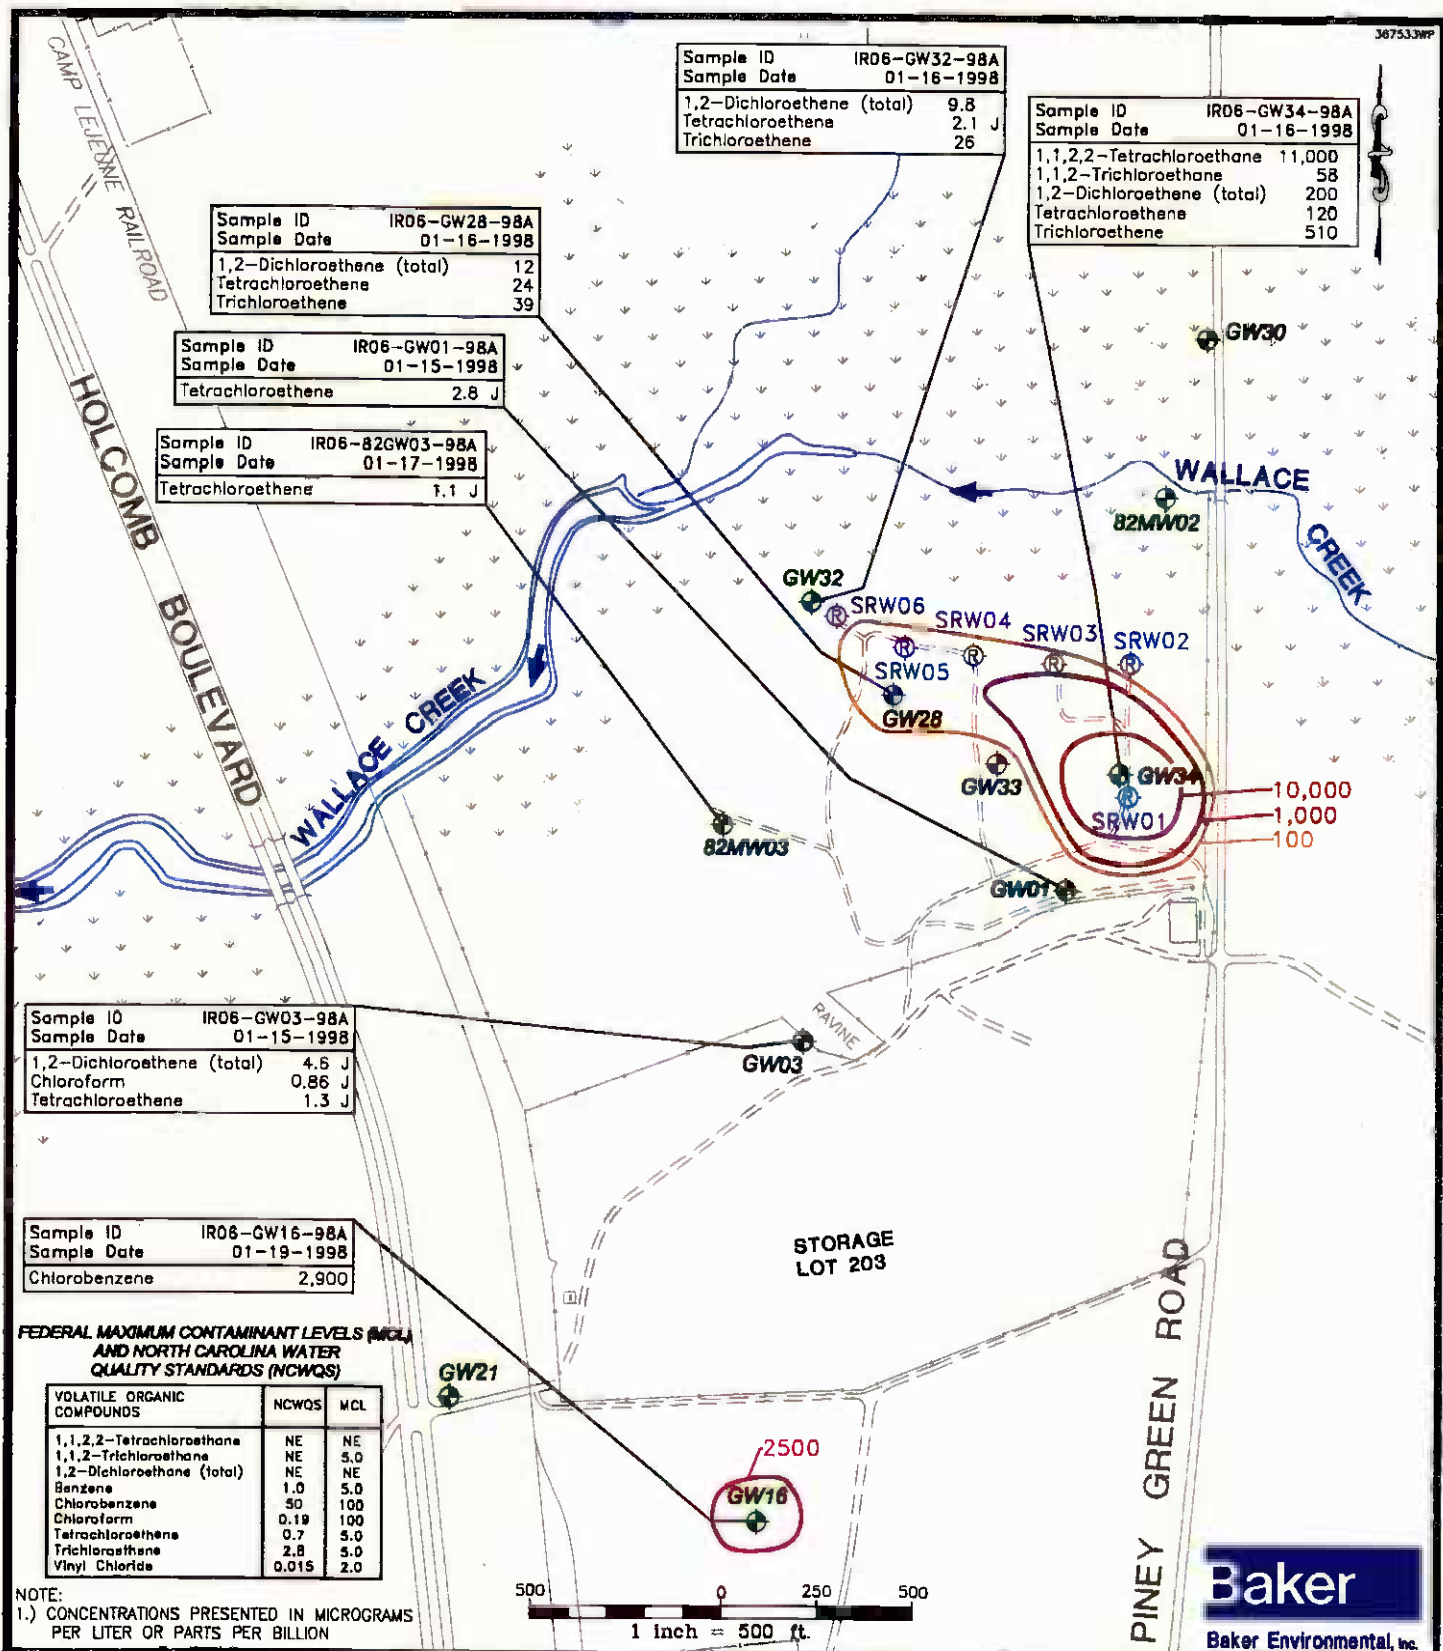 387533WP
CAMP LEJEUNE RAILROAD
Sample ID IR06-GW32-98A
Sample Date 01-16-1998
1,2-Dichloroethene (total) 9.8
Tetrachloroethene 2.1 J
Trichloroethene 26
Sample ID IR06-GW34-98A
Sample Date 01-16-1998
1,1,2,2-Tetrachloroethane 11,000
1,1,2-Trichloroethane 58
1,2-Dichloroethene (total) 200
Tetrachloroethene 120
Trichloroethene 510
Sample ID IR06-GW28-98A
Sample Date 01-16-1998
1,2-Dichloroethene (total) 12
Tetrachloroethene 24
Trichloroethene 39
Sample ID IR06-GW01-98A
Sample Date 01-15-1998
Tetrachloroethene 2.8 J
Sample ID IR06-82GW03-98A
Sample Date 01-17-1998
Tetrachloroethene 1.1 J
HOLCOMB BOULEVARD
GW30
WALLACE CREEK
82MW02
GW32
SRW06
SRW04
SRW03
SRW02
SRW05
GW28
WALLACE CREEK
GW33
GW34
SRW01
10,000
1,000
100
82MW03
GW01
RAVINE
GW03
Sample ID IR06-GW03-98A
Sample Date 01-15-1998
1,2-Dichloroethene (total) 4.6 J
Chloroform 0.86 J
Tetrachloroethene 1.3 J
Sample ID IR06-GW16-98A
Sample Date 01-19-1998
Chlorobenzene 2,900
STORAGE
LOT 203
PINEY GREEN ROAD
FEDERAL MAXIMUM CONTAMINANT LEVELS (MCL)
AND NORTH CAROLINA WATER
QUALITY STANDARDS (NCWQS)
VOLATILE ORGANIC COMPOUNDS NCWQS MCL
1,1,2,2-Tetrachloroethane NE NE
1,1,2-Trichloroethane NE 5.0
1,2-Dichloroethane (total) NE NE
Benzene 1.0 5.0
Chlorobenzene 50 100
Chloroform 0.19 100
Tetrachloroethene 0.7 5.0
Trichloroethene 2.8 5.0
Vinyl Chloride 0.015 2.0
GW21
2500
GW16
NOTE:
1.) CONCENTRATIONS PRESENTED IN MICROGRAMS
PER LITER OR PARTS PER BILLION
500 0 250 500
1 inch = 500 ft.
Baker
Baker Environmental, Inc.